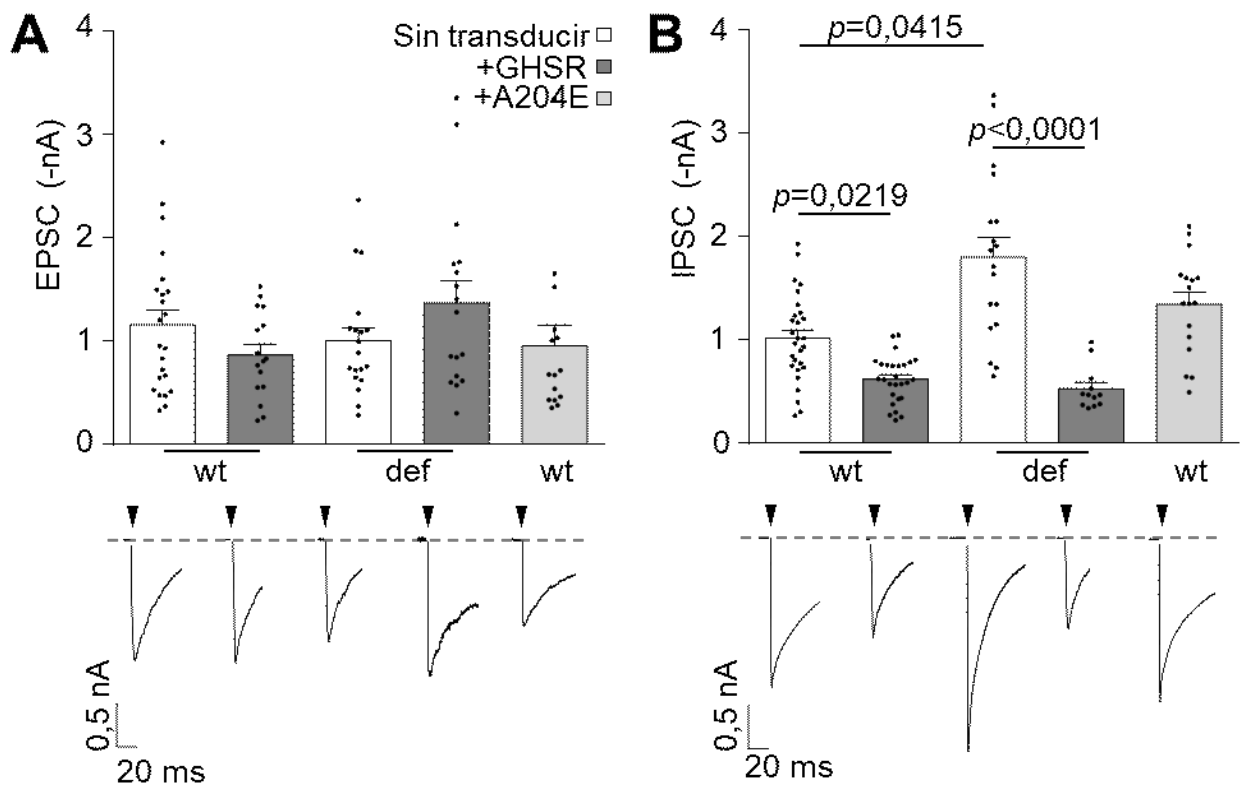 A
4
3
2
1
0
EPSC (-nA)
Sin transducir
+GHSR
+A204E
wt
def
wt
0,5 nA
20 ms
B
4
3
2
1
0
IPSC (-nA)
p=0,0415
p<0,0001
p=0,0219
wt
def
wt
0,5 nA
20 ms